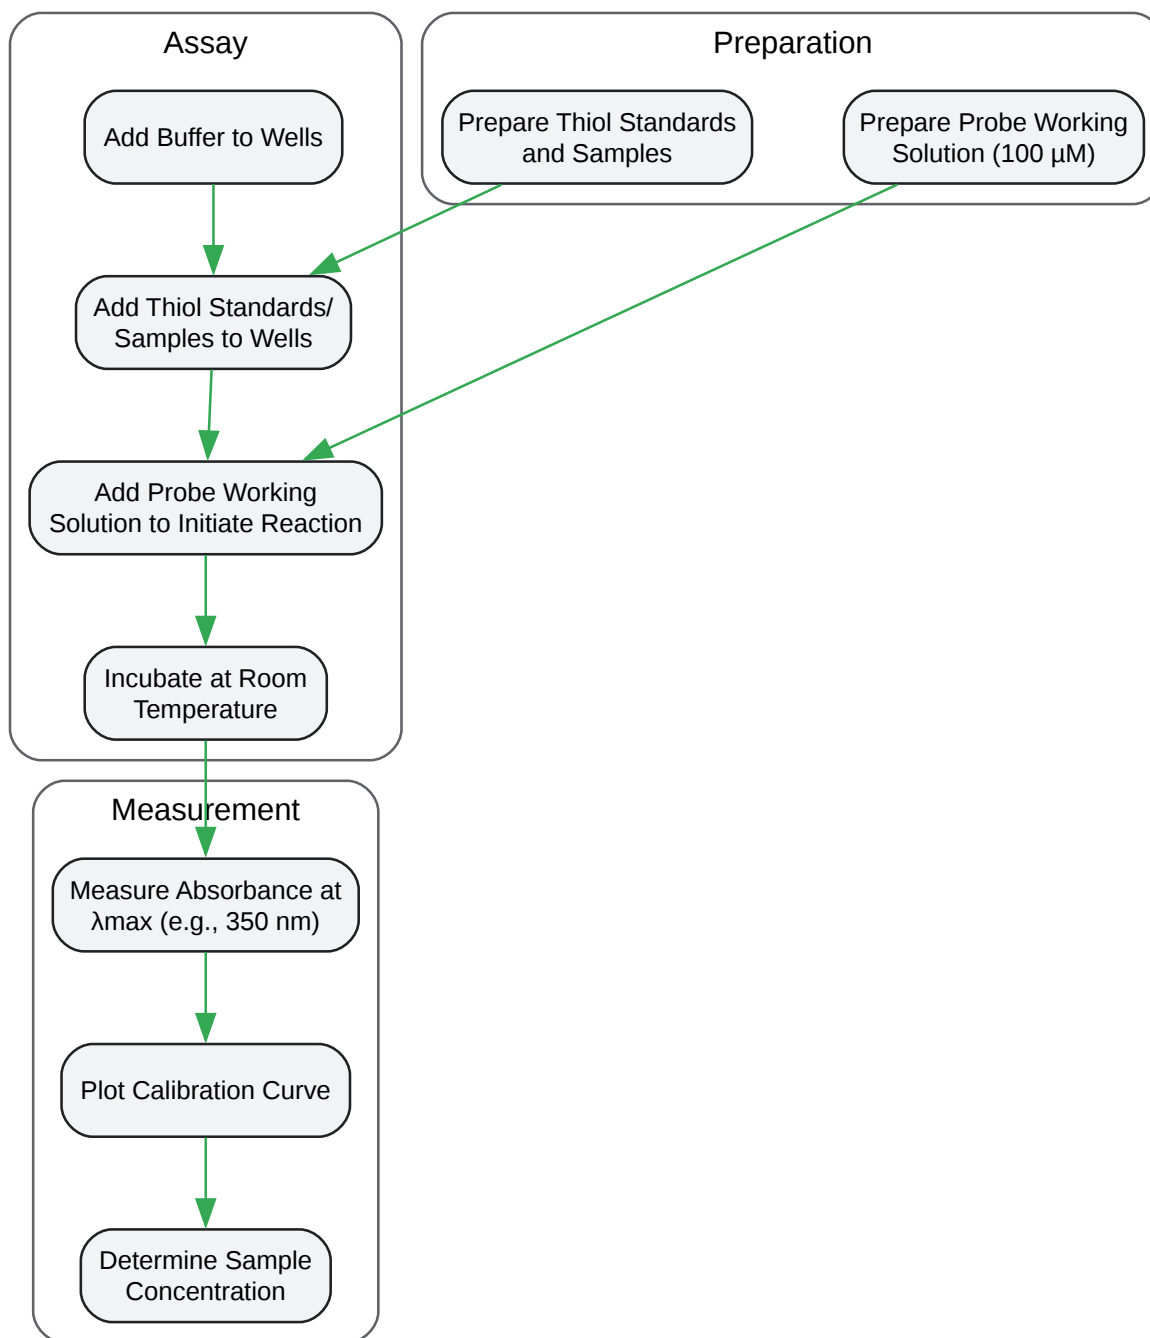 Assay
Add Buffer to Wells
Add Thiol Standards/
Samples to Wells
Add Probe Working
Solution to Initiate Reaction
Incubate at Room
Temperature
Preparation
Prepare Thiol Standards
and Samples
Prepare Probe Working
Solution (100 µM)
Measurement
Measure Absorbance at
λmax (e.g., 350 nm)
Plot Calibration Curve
Determine Sample
Concentration